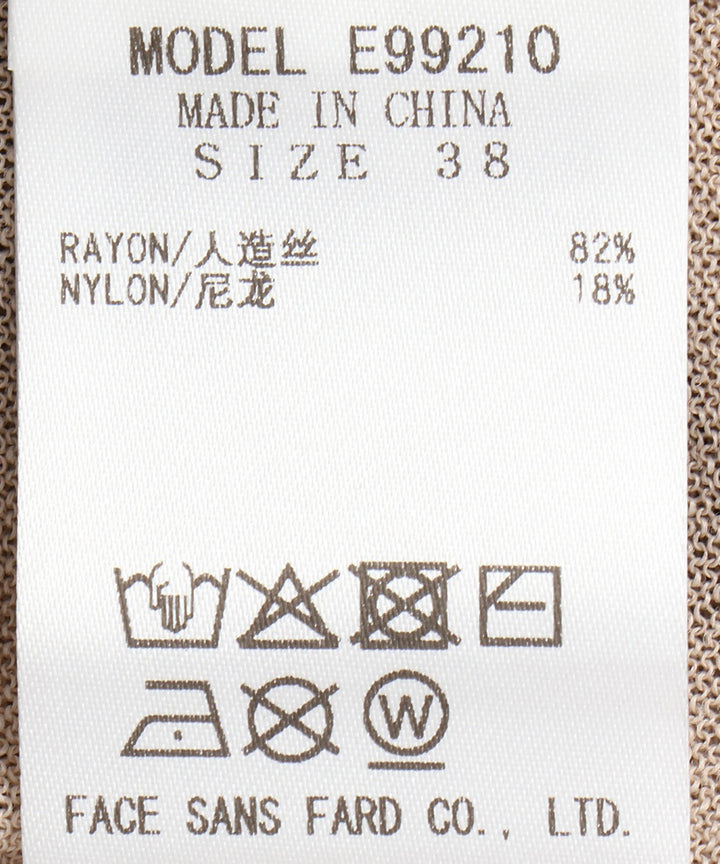 MODEL E99210
MADE IN CHINA
SIZE 38
RAYON/人造丝 82%
NYLON/尼龙 18%
W
FACE SANS FARD CO., LTD.